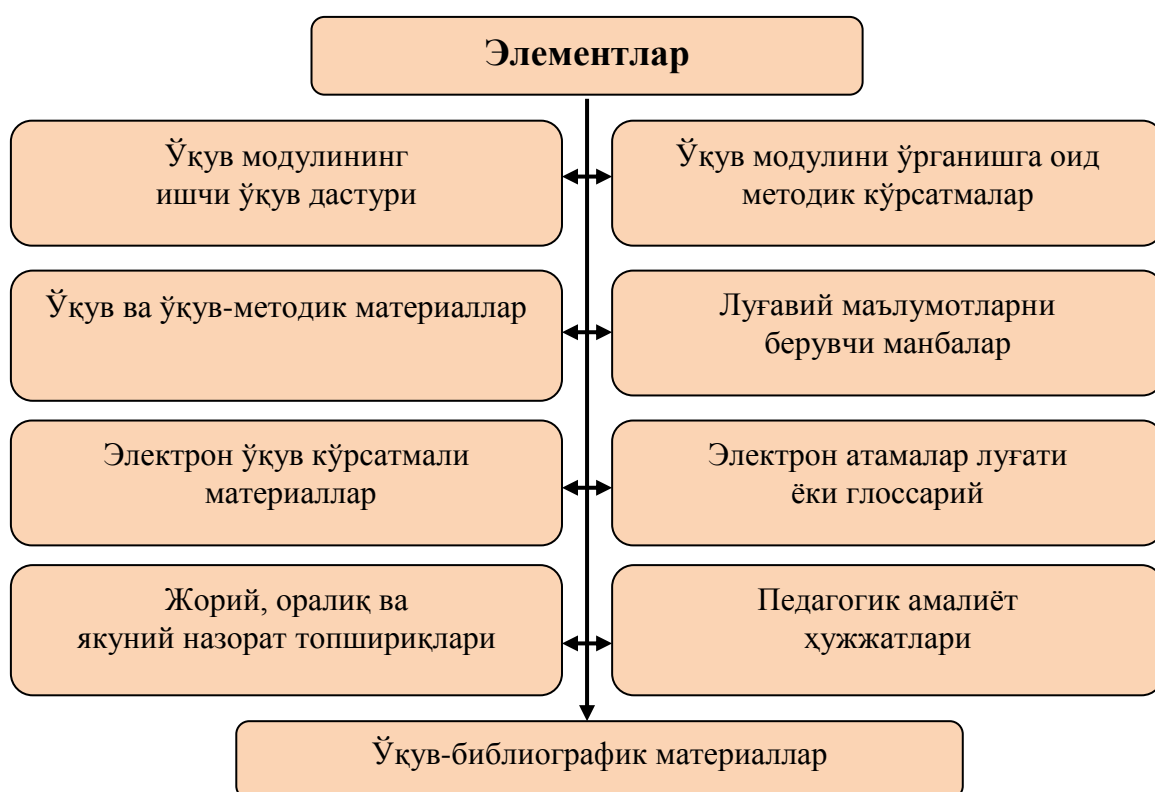 Элементлар
Ўқув модулининг
ишчи ўқув дастури
Ўқув модулини ўрганишга оид
методик кўрсатмалар
Ўқув ва ўқув-методик материаллар
Луғавий маълумотларни
берувчи манбалар
Электрон ўқув кўрсатмали
материаллар
Электрон атамалар луғати
ёки глоссарий
Жорий, оралиқ ва
якуний назорат топшириқлари
Педагогик амалиёт
ҳужжатлари
Ўқув-библиографик материаллар